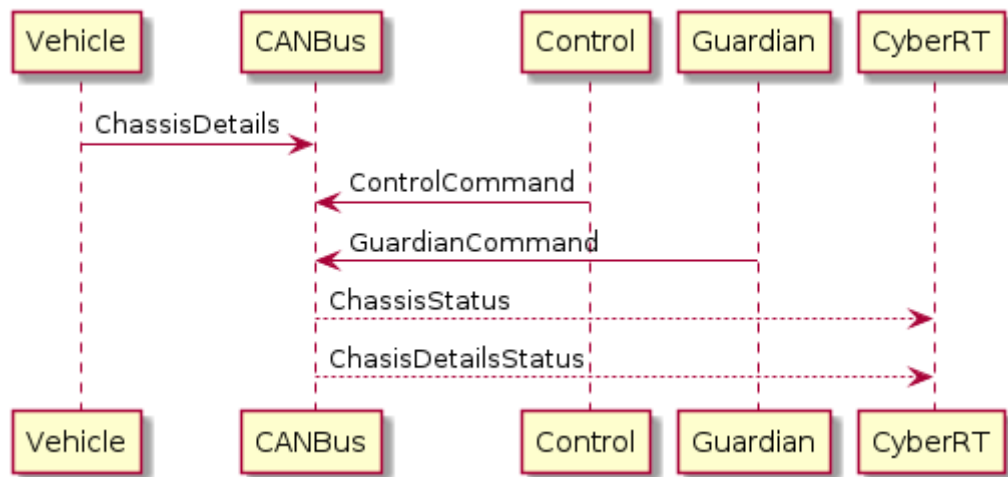 Vehicle CANBus Control Guardian CyberRT
ChassisDetails
ControlCommand
GuardianCommand
ChassisStatus
ChasisDetailsStatus
Vehicle CANBus Control Guardian CyberRT